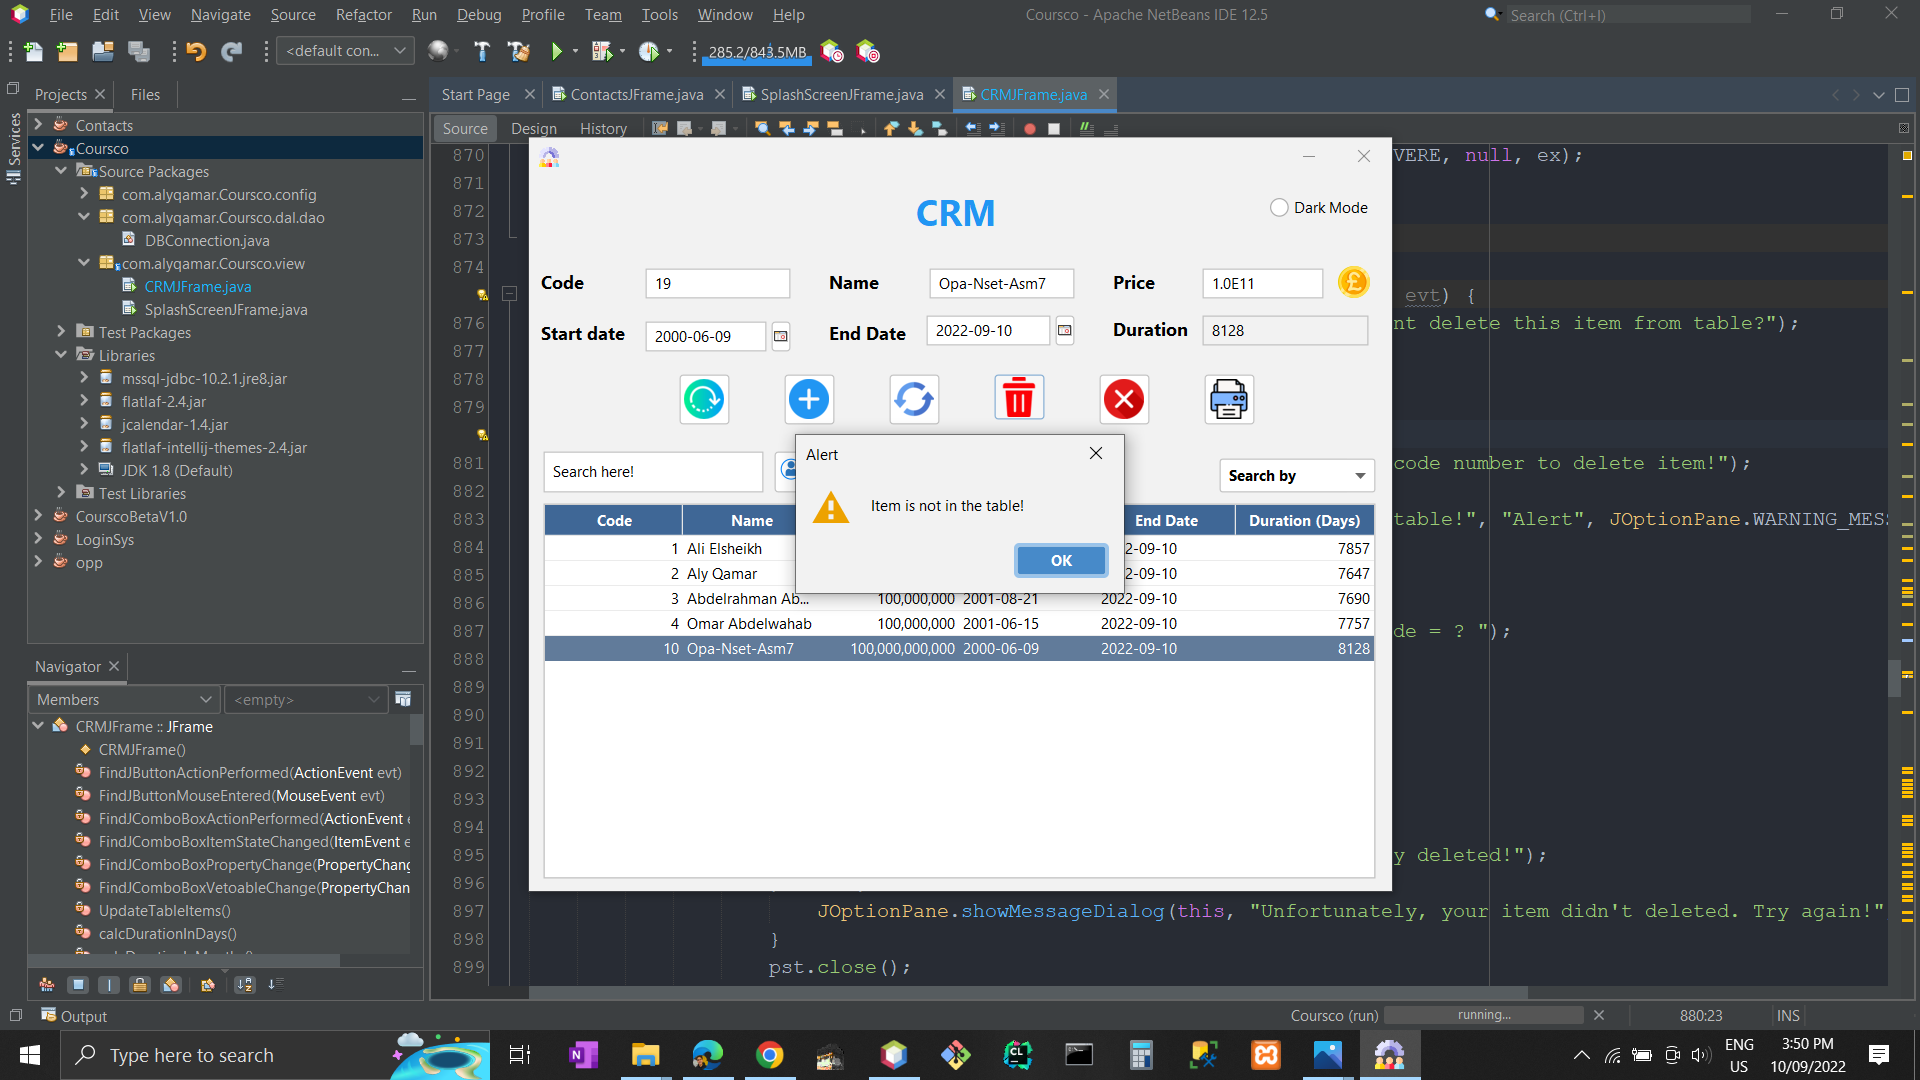 File Edit View Navigate Source Refactor Run Debug Profile Team Tools Window Help
Coursco - Apache NetBeans IDE 12.5
Search (Ctrl+I)
<default con...
285.2/843.5MB
Projects Files
Start Page ContactsJFrame.java SplashScreenJFrame.java CRMJFrame.java
Services
Source Design History
Contacts
Coursco
Source Packages
com.alyqamar.Coursco.config
com.alyqamar.Coursco.dal.dao
DBConnection.java
com.alyqamar.Coursco.view
CRMJFrame.java
SplashScreenJFrame.java
Test Packages
Libraries
mssql-jdbc-10.2.1.jre8.jar
flatlaf-2.4.jar
jcalendar-1.4.jar
flatlaf-intellij-themes-2.4.jar
JDK 1.8 (Default)
Test Libraries
CourscoBetaV1.0
LoginSys
opp
Navigator
Members <empty>
CRMJFrame :: JFrame
CRMJFrame()
FindJButtonActionPerformed(ActionEvent evt)
FindJButtonMouseEntered(MouseEvent evt)
FindJComboBoxActionPerformed(ActionEvent
FindJComboBoxItemStateChanged(ItemEvent
FindJComboBoxPropertyChange(PropertyChang
FindJComboBoxVetoableChange(PropertyChan
UpdateTableItems()
calcDurationInDays()
870 VERE, null, ex);
871
872
873
874
evt) {
876 nt delete this item from table?");
877
878
879
881 code number to delete item!");
882
883 table!", "Alert", JOptionPane.WARNING_MES
884
885
886
887 de = ? ");
888
889
890
891
892
893
894
895 y deleted!");
896
897 JOptionPane.showMessageDialog(this, "Unfortunately, your item didn't deleted. Try again!"
898 }
899 pst.close();
CRM
Dark Mode
Code 19 Name Opa-Nset-Asm7 Price 1.0E11
Start date 2000-06-09 End Date 2022-09-10 Duration 8128
Search here!
Search by
Alert
Item is not in the table!
OK
Code Name End Date Duration (Days)
1 Ali Elsheikh 2-09-10 7857
2 Aly Qamar 2-09-10 7647
3 Abdelrahman Ab... 100,000,000 2001-08-21 2022-09-10 7690
4 Omar Abdelwahab 100,000,000 2001-06-15 2022-09-10 7757
10 Opa-Nset-Asm7 100,000,000,000 2000-06-09 2022-09-10 8128
Output
Coursco (run) running... 880:23 INS
Type here to search
ENG
US
3:50 PM
10/09/2022